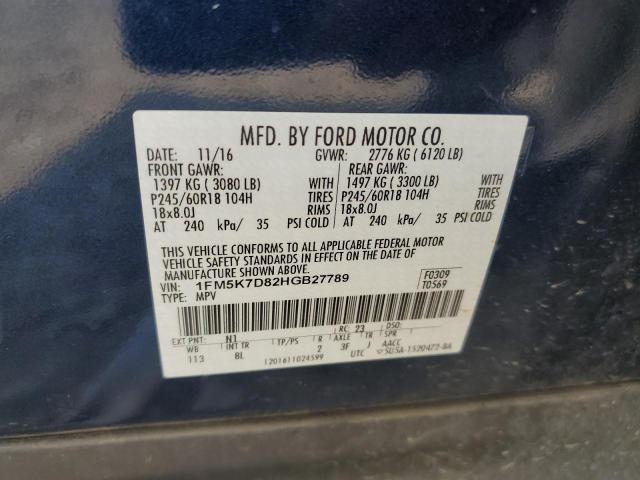 MFD. BY FORD MOTOR CO.
DATE: 11/16 GVWR: 2776 KG ( 6120 LB)
FRONT GAWR: REAR GAWR:
1397 KG ( 3080 LB) WITH 1497 KG ( 3300 LB) WITH
P245/60R18 104H TIRES P245/60R18 104H TIRES
18x8.0J RIMS 18x8.0J RIMS
AT 240 kPa/ 35 PSI COLD AT 240 kPa/ 35 PSI COLD
THIS VEHICLE CONFORMS TO ALL APPLICABLE FEDERAL MOTOR
VEHICLE SAFETY STANDARDS IN EFFECT ON THE DATE OF
MANUFACTURE SHOWN ABOVE.
VIN: 1FM5K7D82HGB27789 F0309
TYPE: MPV T0569
EXT PNT: N1 RC: 23 DSO:
WB INT TR TP/PS R AXLE TR SPR
113 8L 2 3F J AACC
1201611024599 UTC 5U5A-1520472-BA